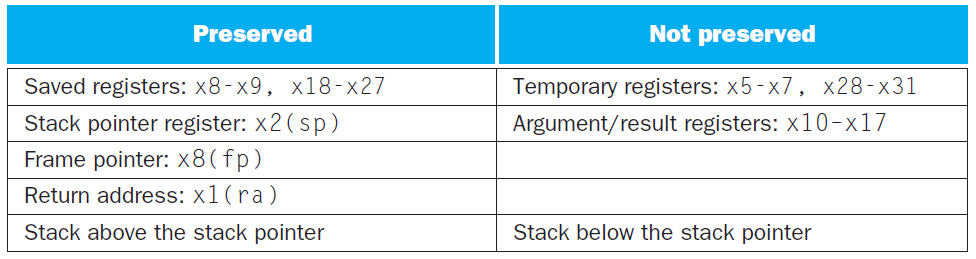 Preserved Not preserved
Saved registers: x8-x9, x18-x27 Temporary registers: x5-x7, x28-x31
Stack pointer register: x2(sp) Argument/result registers: x10-x17
Frame pointer: x8(fp)
Return address: x1(ra)
Stack above the stack pointer Stack below the stack pointer